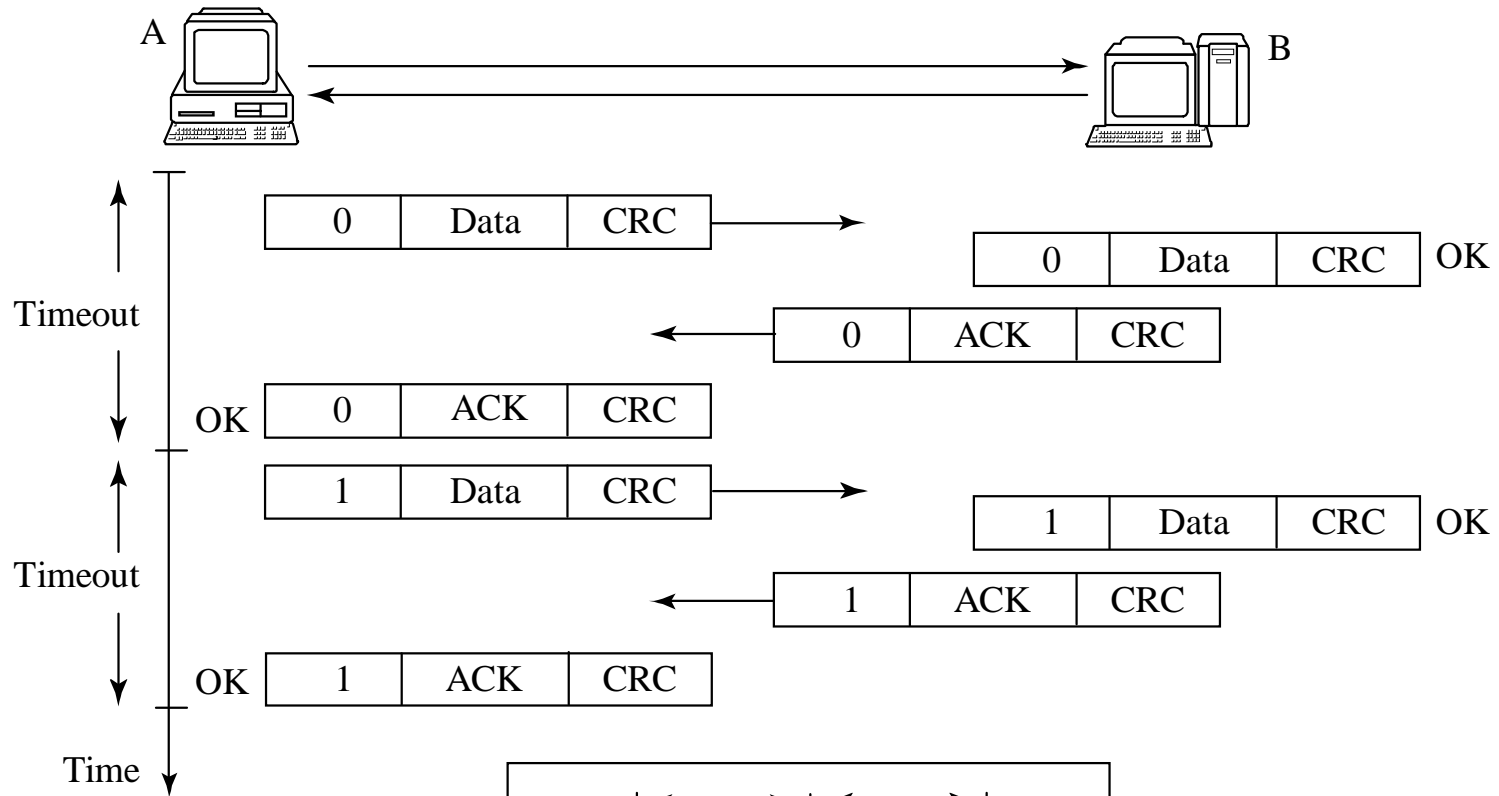 A
B
0 Data CRC
0 Data CRC OK
Timeout
0 ACK CRC
OK 0 ACK CRC
1 Data CRC
1 Data CRC OK
Timeout
1 ACK CRC
OK 1 ACK CRC
Time